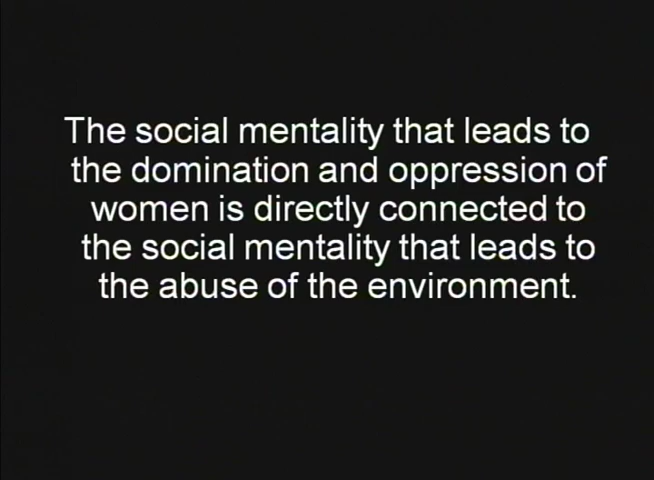 The social mentality that leads to
the domination and oppression of
women is directly connected to
the social mentality that leads to
the abuse of the environment.